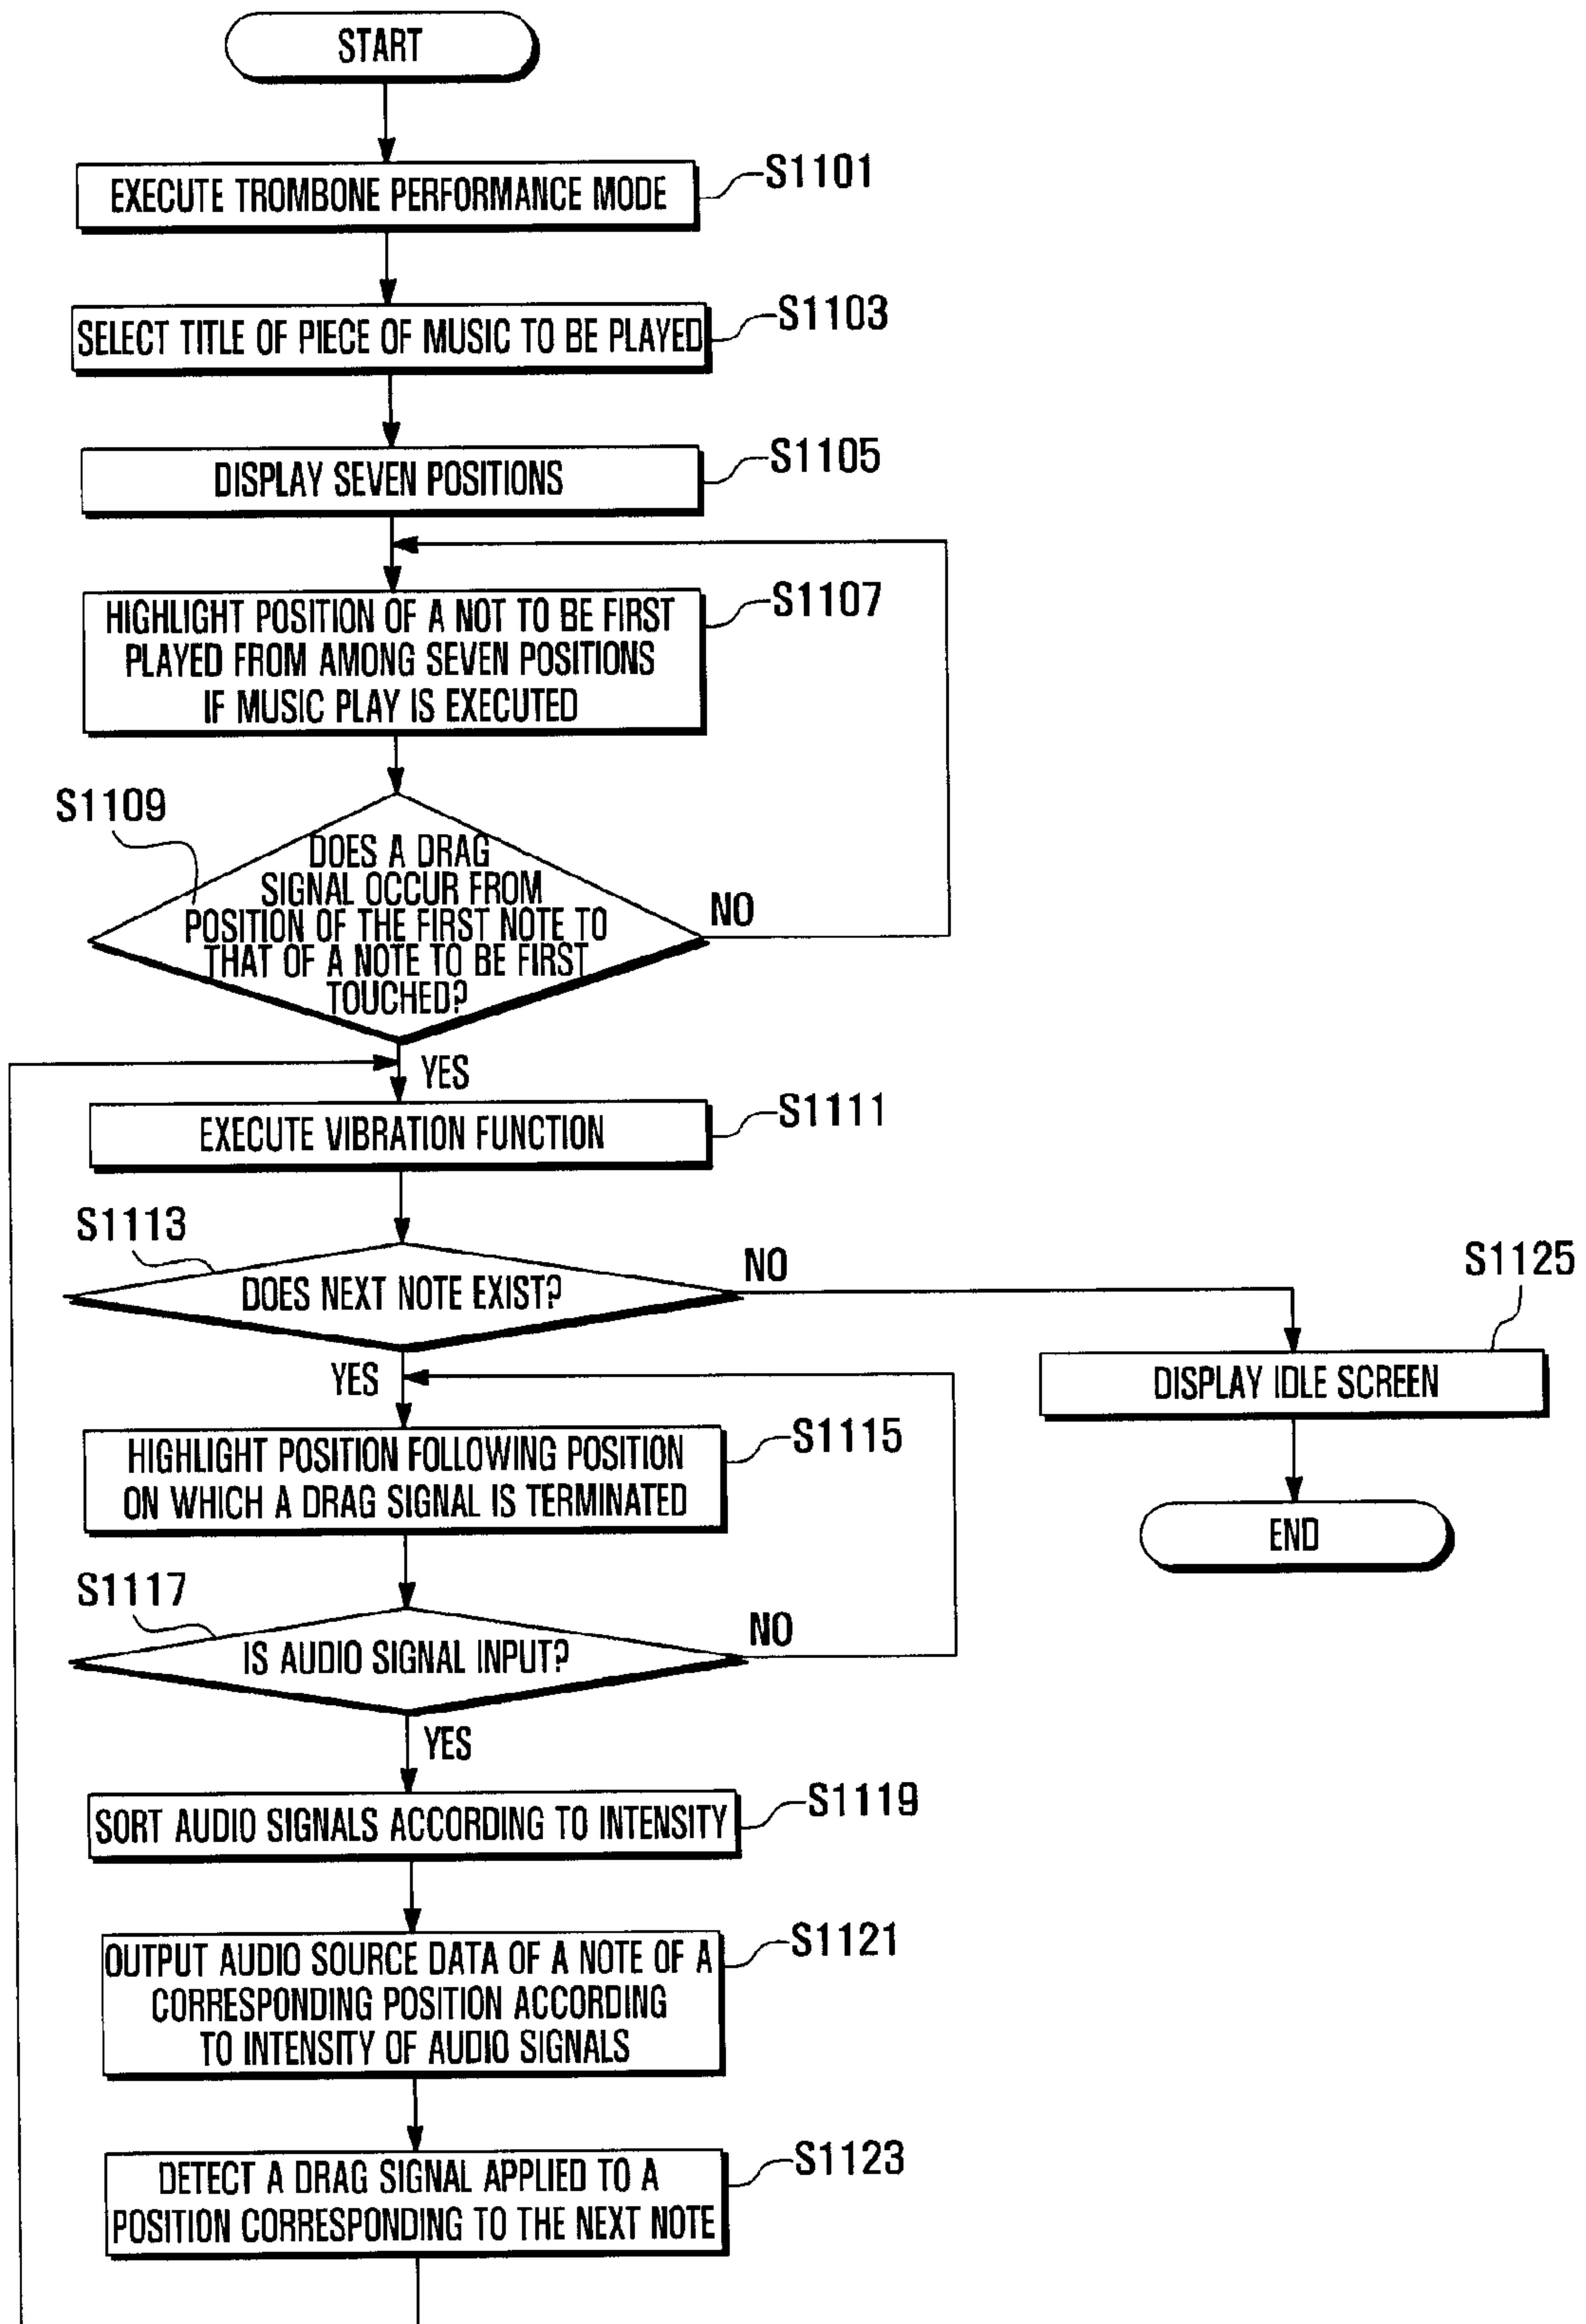 START
EXECUTE TROMBONE PERFORMANCE MODE
S1101
SELECT TITLE OF PIECE OF MUSIC TO BE PLAYED
S1103
DISPLAY SEVEN POSITIONS
S1105
HIGHLIGHT POSITION OF A NOT TO BE FIRST
PLAYED FROM AMONG SEVEN POSITIONS
IF MUSIC PLAY IS EXECUTED
S1107
S1109
DOES A DRAG
SIGNAL OCCUR FROM
POSITION OF THE FIRST NOTE TO
THAT OF A NOTE TO BE FIRST
TOUCHED?
NO
YES
EXECUTE VIBRATION FUNCTION
S1111
S1113
DOES NEXT NOTE EXIST?
NO
S1125
DISPLAY IDLE SCREEN
END
YES
HIGHLIGHT POSITION FOLLOWING POSITION
ON WHICH A DRAG SIGNAL IS TERMINATED
S1115
S1117
IS AUDIO SIGNAL INPUT?
NO
YES
SORT AUDIO SIGNALS ACCORDING TO INTENSITY
S1119
OUTPUT AUDIO SOURCE DATA OF A NOTE OF A
CORRESPONDING POSITION ACCORDING
TO INTENSITY OF AUDIO SIGNALS
S1121
DETECT A DRAG SIGNAL APPLIED TO A
POSITION CORRESPONDING TO THE NEXT NOTE
S1123